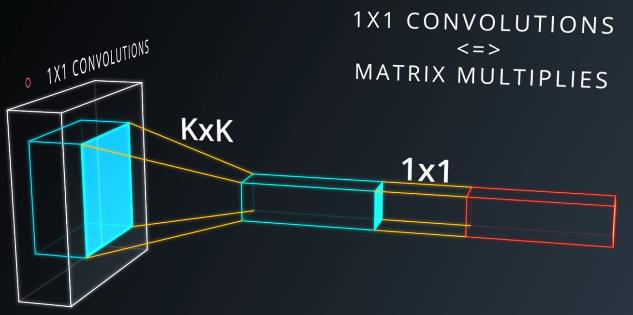 1X1 CONVOLUTIONS
<=>
MATRIX MULTIPLIES
1X1 CONVOLUTIONS
KxK
1x1